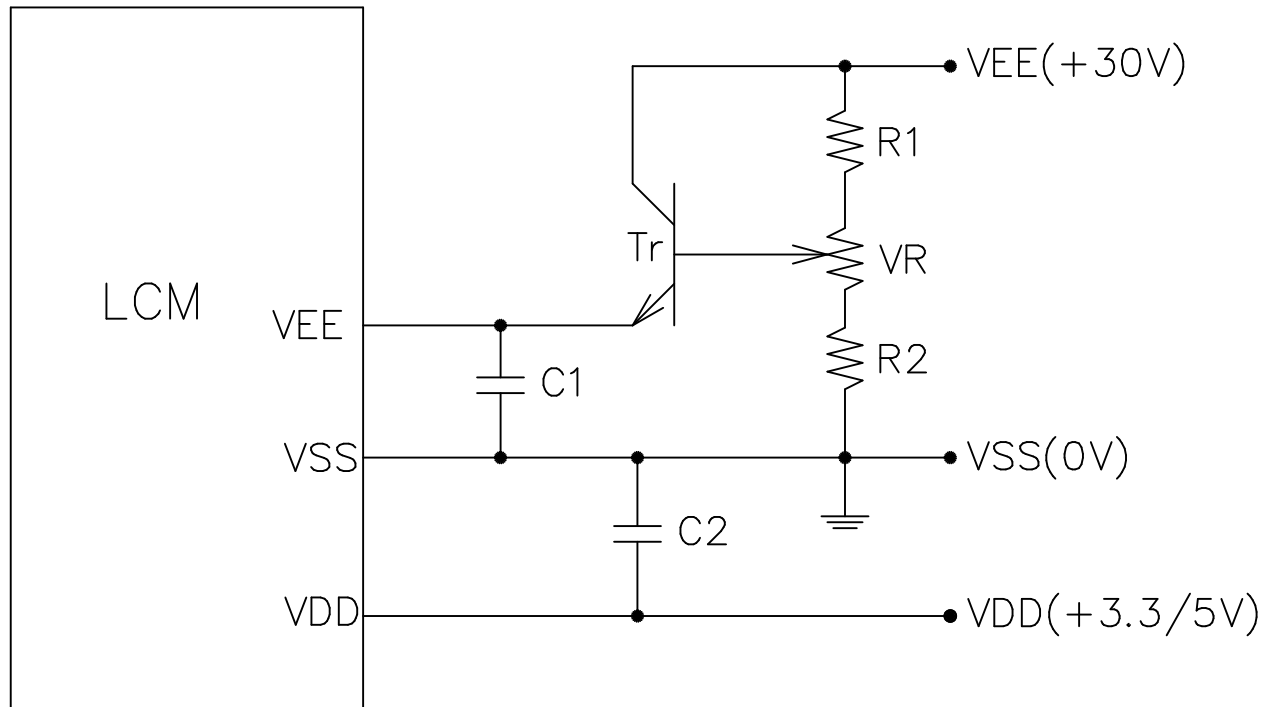 VEE(+30V)
R1
Tr
VR
LCM
VEE
R2
C1
VSS
VSS(0V)
C2
VDD
VDD(+3.3/5V)